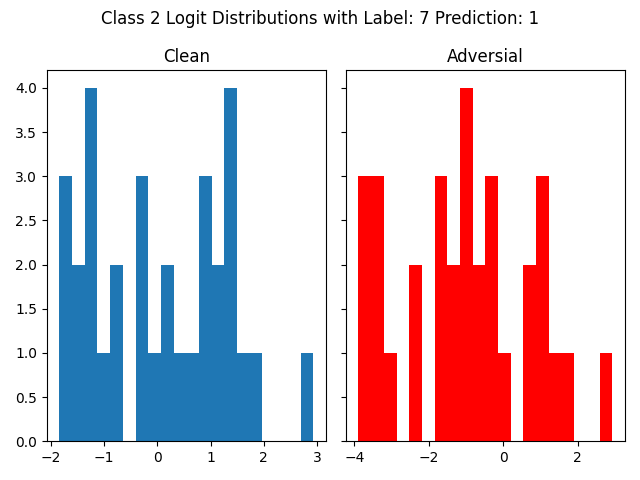 Class 2 Logit Distributions with Label: 7 Prediction: 1
Clean
Adversial
4.0
3.5
3.0
2.5
2.0
1.5
1.0
0.5
0.0
−2 −1 0 1 2 3
−4 −2 0 2